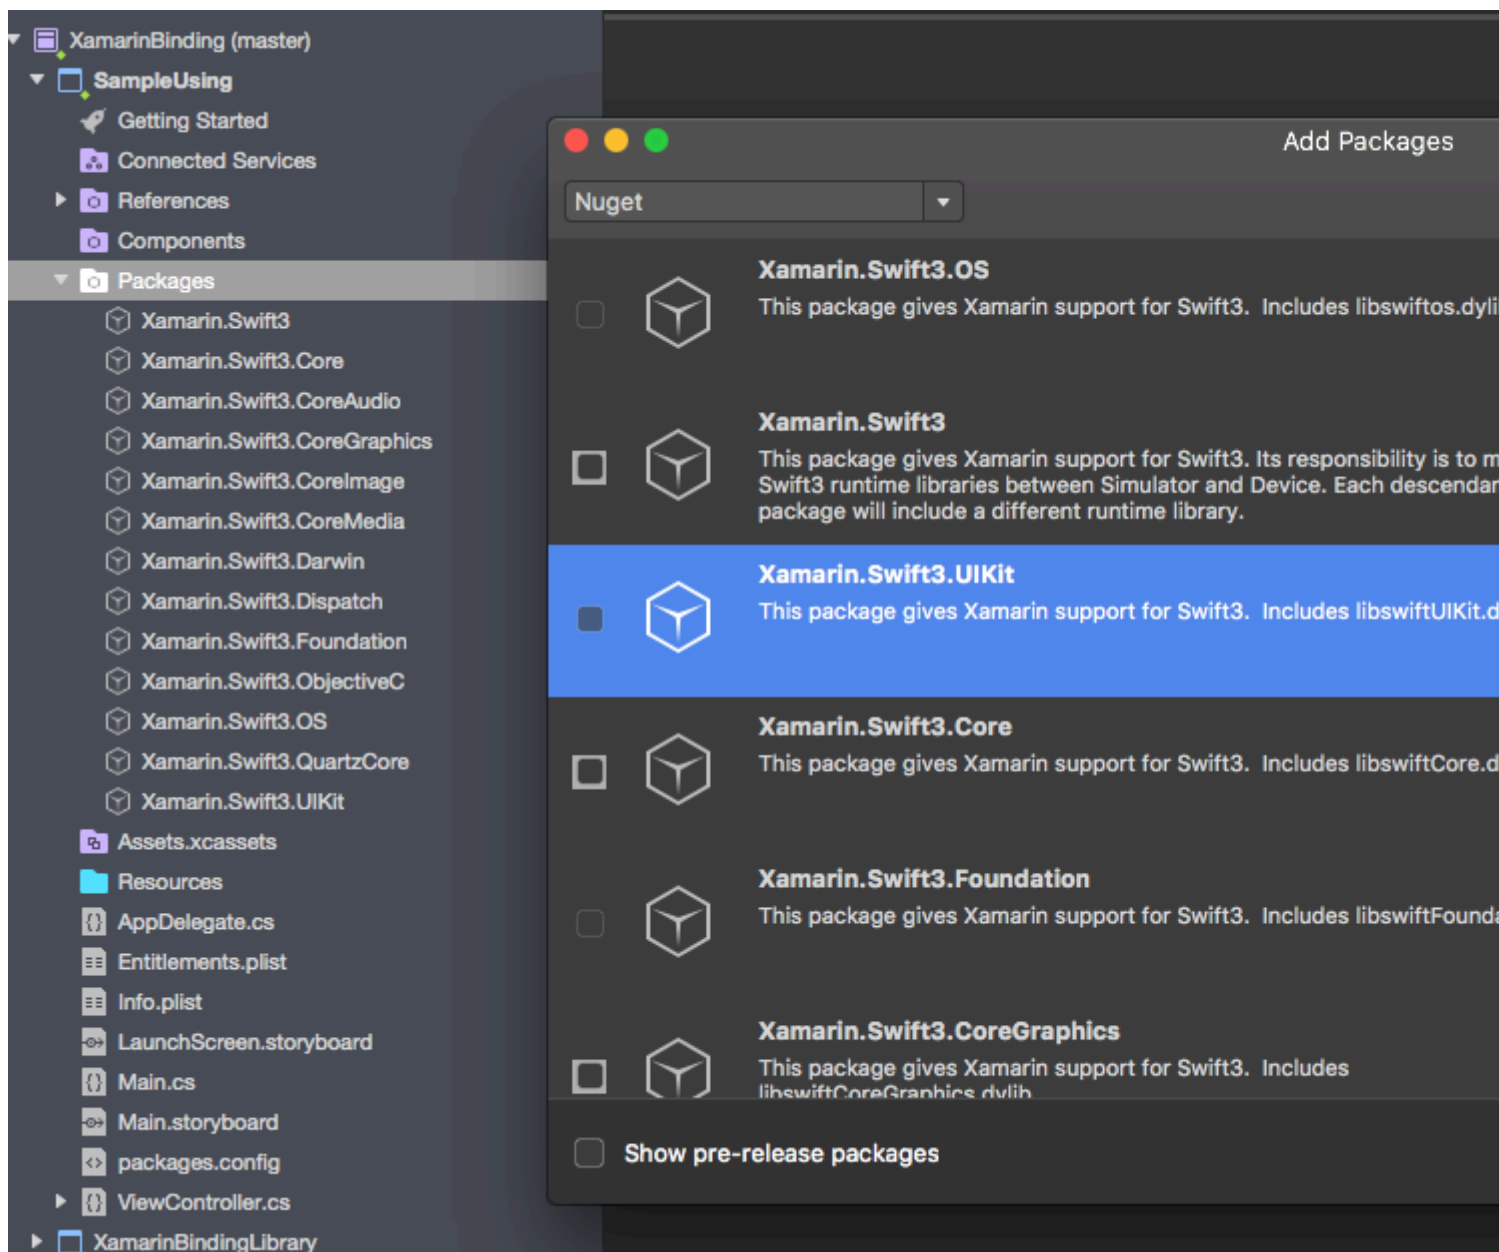 XamarinBinding (master)
SampleUsing
Getting Started
Connected Services
References
Components
Packages
Xamarin.Swift3
Xamarin.Swift3.Core
Xamarin.Swift3.CoreAudio
Xamarin.Swift3.CoreGraphics
Xamarin.Swift3.CoreImage
Xamarin.Swift3.CoreMedia
Xamarin.Swift3.Darwin
Xamarin.Swift3.Dispatch
Xamarin.Swift3.Foundation
Xamarin.Swift3.ObjectiveC
Xamarin.Swift3.OS
Xamarin.Swift3.QuartzCore
Xamarin.Swift3.UIKit
Assets.xcassets
Resources
AppDelegate.cs
Entitlements.plist
Info.plist
LaunchScreen.storyboard
Main.cs
Main.storyboard
packages.config
ViewController.cs
XamarinBindingLibrary
Add Packages
Nuget
Xamarin.Swift3.OS
This package gives Xamarin support for Swift3. Includes libswiftos.dyli
Xamarin.Swift3
This package gives Xamarin support for Swift3. Its responsibility is to m
Swift3 runtime libraries between Simulator and Device. Each descendar
package will include a different runtime library.
Xamarin.Swift3.UIKit
This package gives Xamarin support for Swift3. Includes libswiftUIKit.d
Xamarin.Swift3.Core
This package gives Xamarin support for Swift3. Includes libswiftCore.d
Xamarin.Swift3.Foundation
This package gives Xamarin support for Swift3. Includes libswiftFounda
Xamarin.Swift3.CoreGraphics
This package gives Xamarin support for Swift3. Includes
libswiftCoreGraphics.dylib
Show pre-release packages